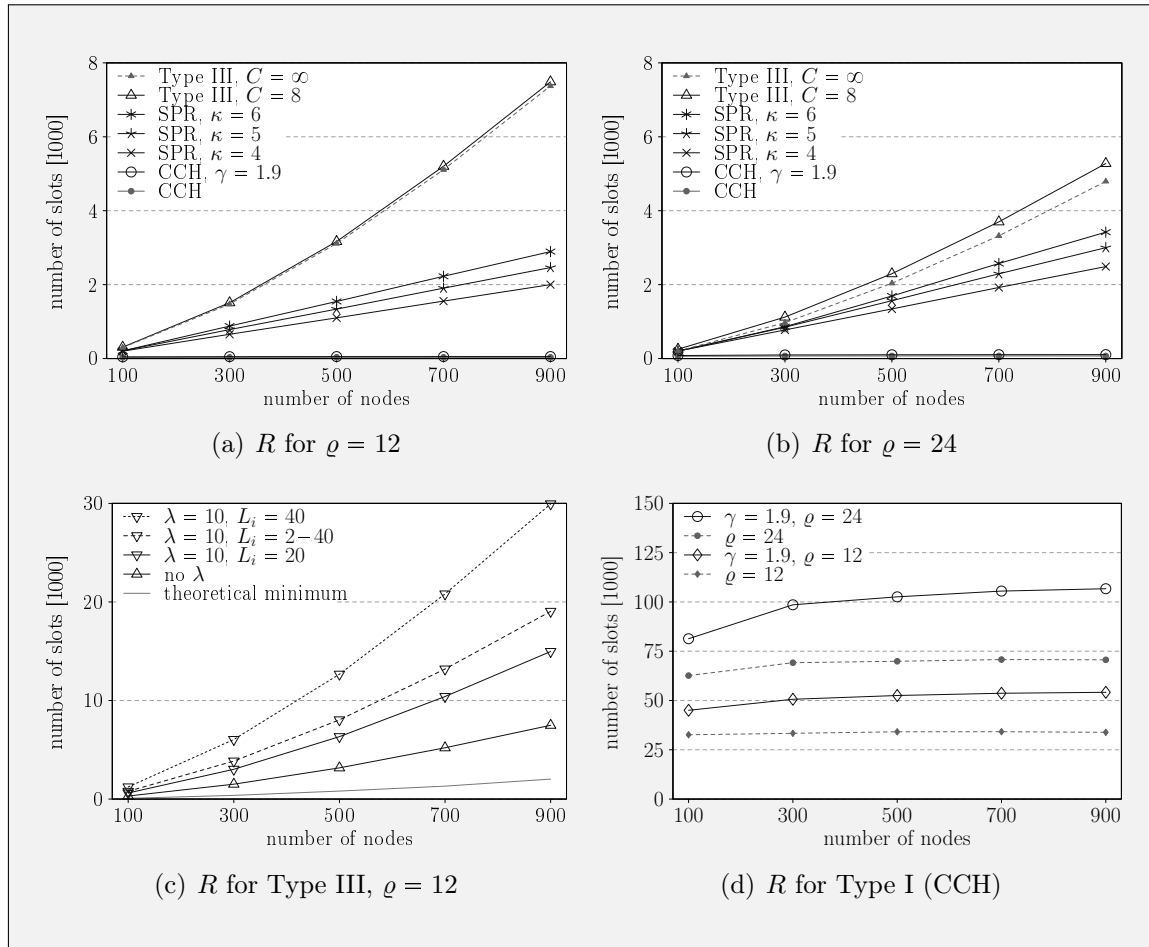 8
6
4
2
0
number of slots [1000]
Type III, C = ∞
Type III, C = 8
SPR, κ = 6
SPR, κ = 5
SPR, κ = 4
CCH, γ = 1.9
CCH
100 300 500 700 900
number of nodes
(a) R for ϱ = 12
8
6
4
2
0
number of slots [1000]
Type III, C = ∞
Type III, C = 8
SPR, κ = 6
SPR, κ = 5
SPR, κ = 4
CCH, γ = 1.9
CCH
100 300 500 700 900
number of nodes
(b) R for ϱ = 24
30
20
10
0
number of slots [1000]
λ = 10, L_i = 40
λ = 10, L_i = 2−40
λ = 10, L_i = 20
no λ
theoretical minimum
100 300 500 700 900
number of nodes
(c) R for Type III, ϱ = 12
150
125
100
75
50
25
0
number of slots [1000]
γ = 1.9, ϱ = 24
ϱ = 24
γ = 1.9, ϱ = 12
ϱ = 12
100 300 500 700 900
number of nodes
(d) R for Type I (CCH)